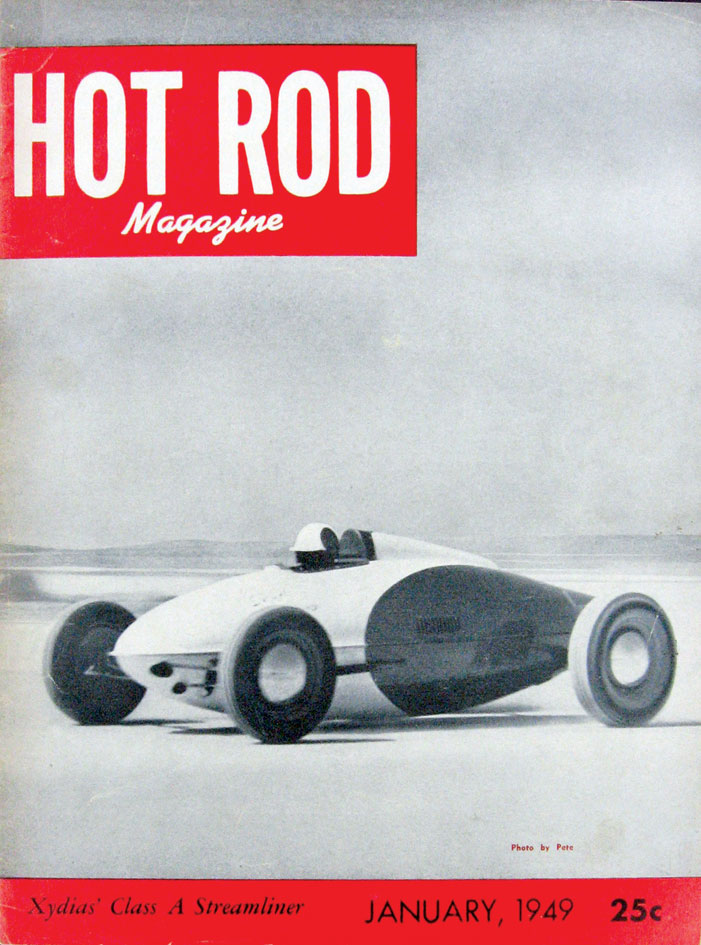 HOT ROD
Magazine
Photo by Pete
Xydias' Class A Streamliner JANUARY, 1949 25c